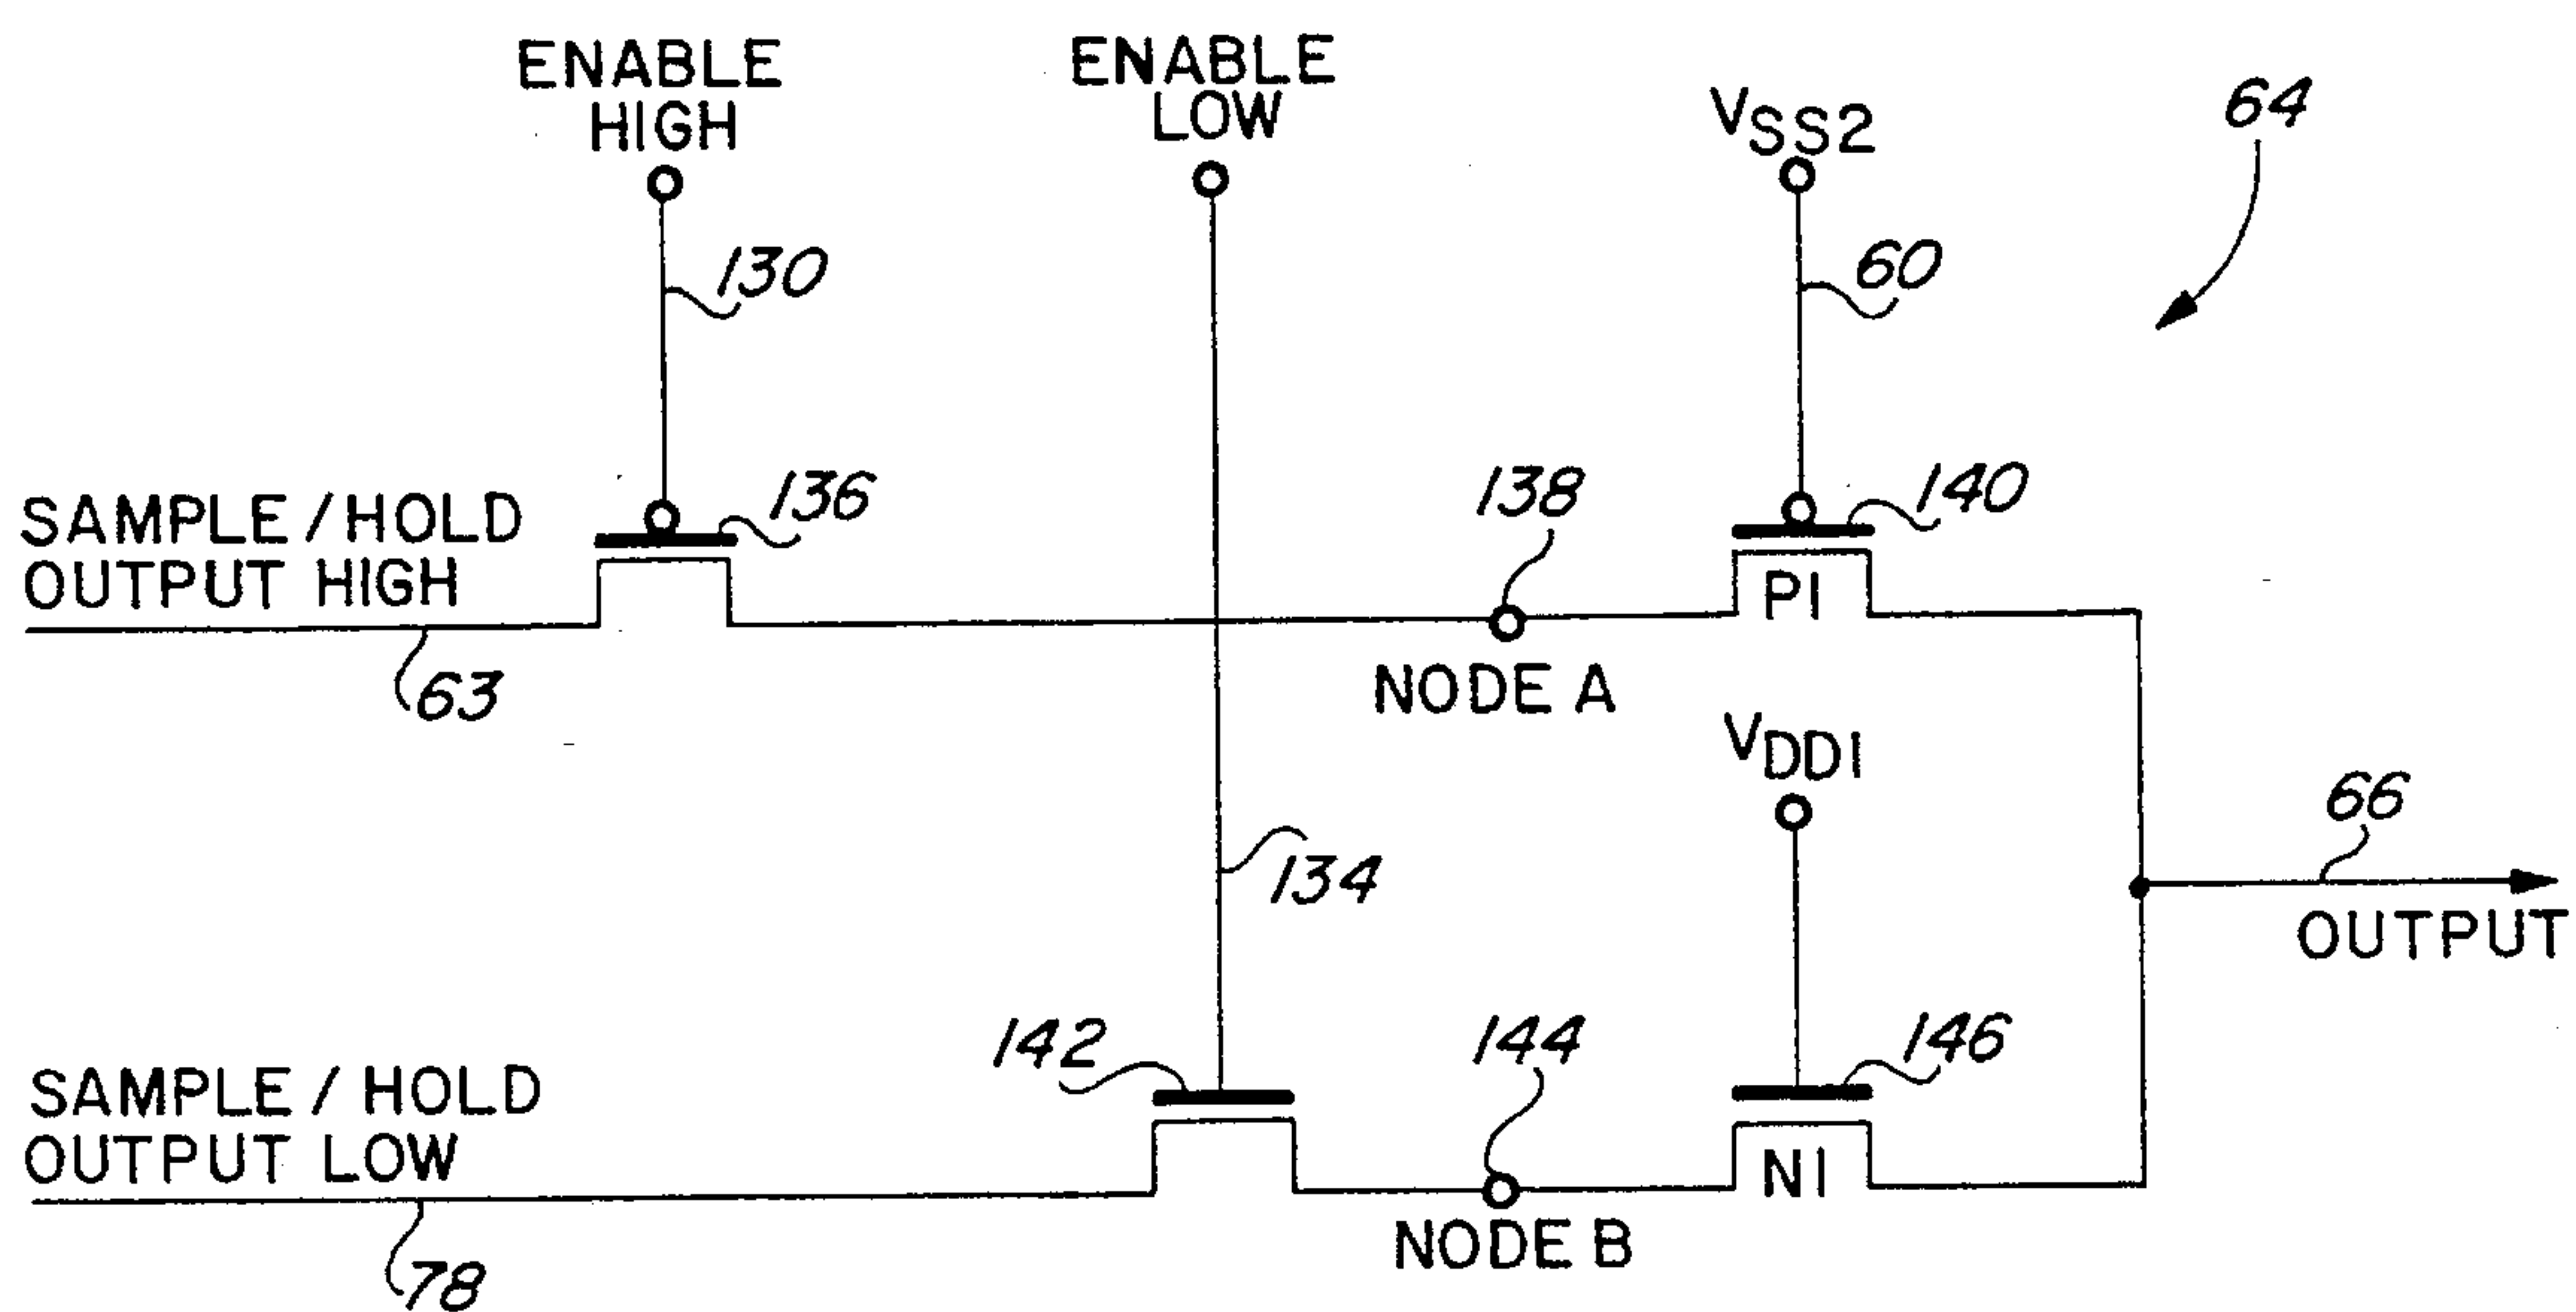 ENABLE
HIGH
ENABLE
LOW
VSS2
64
130
60
SAMPLE / HOLD
OUTPUT HIGH
136
138
140
P1
63
NODE A
VDD1
66
134
OUTPUT
142
144
146
SAMPLE / HOLD
OUTPUT LOW
N1
NODE B
78